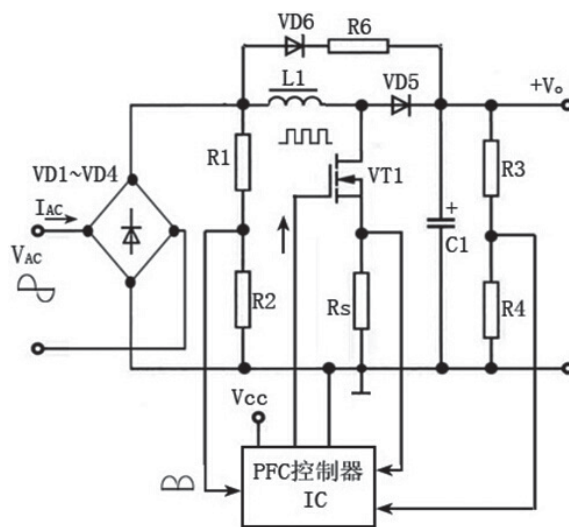 VD6
R6
L1
VD5
+Vo
R1
R3
VD1~VD4
VT1
IAC
+
C1
VAC
R2
Rs
R4
Vcc
PFC控制器
IC